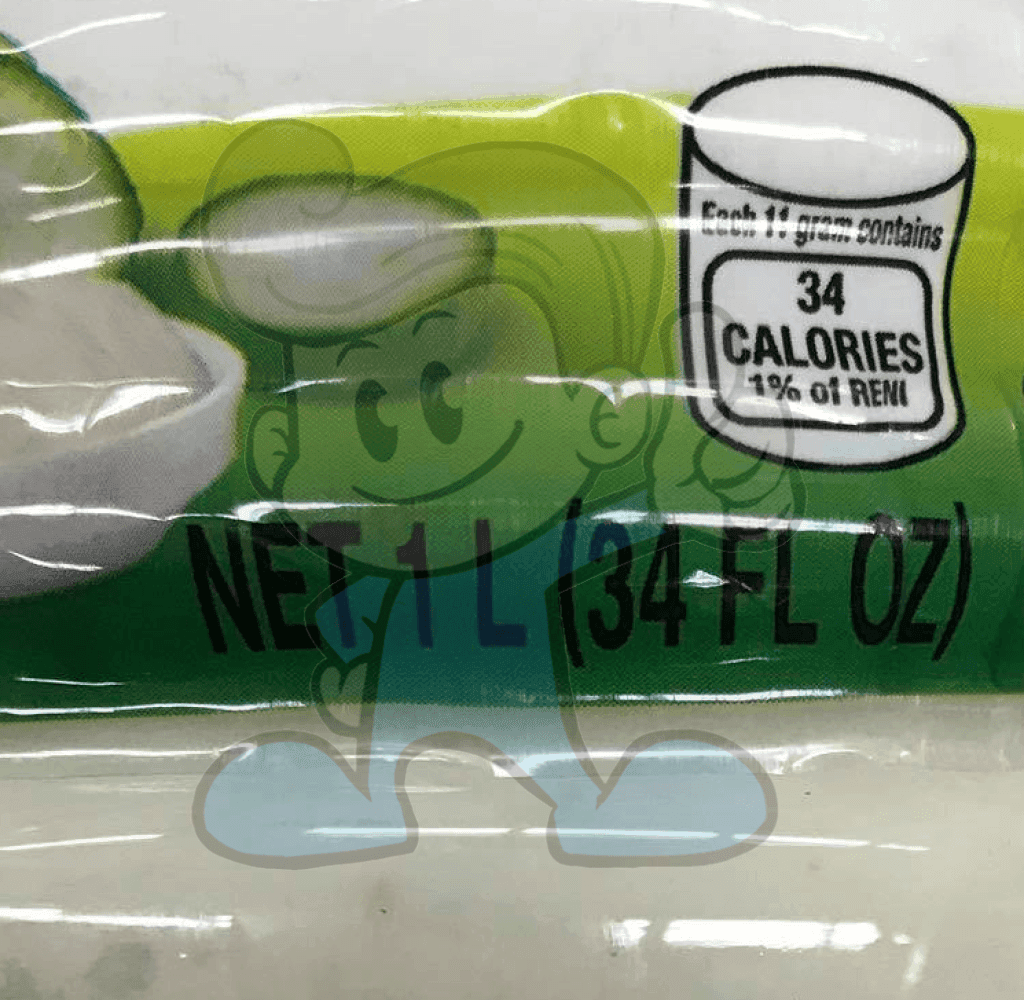 Each 11 gram contains
34
CALORIES
1% of RENI
NET 1 L (34 FL OZ)